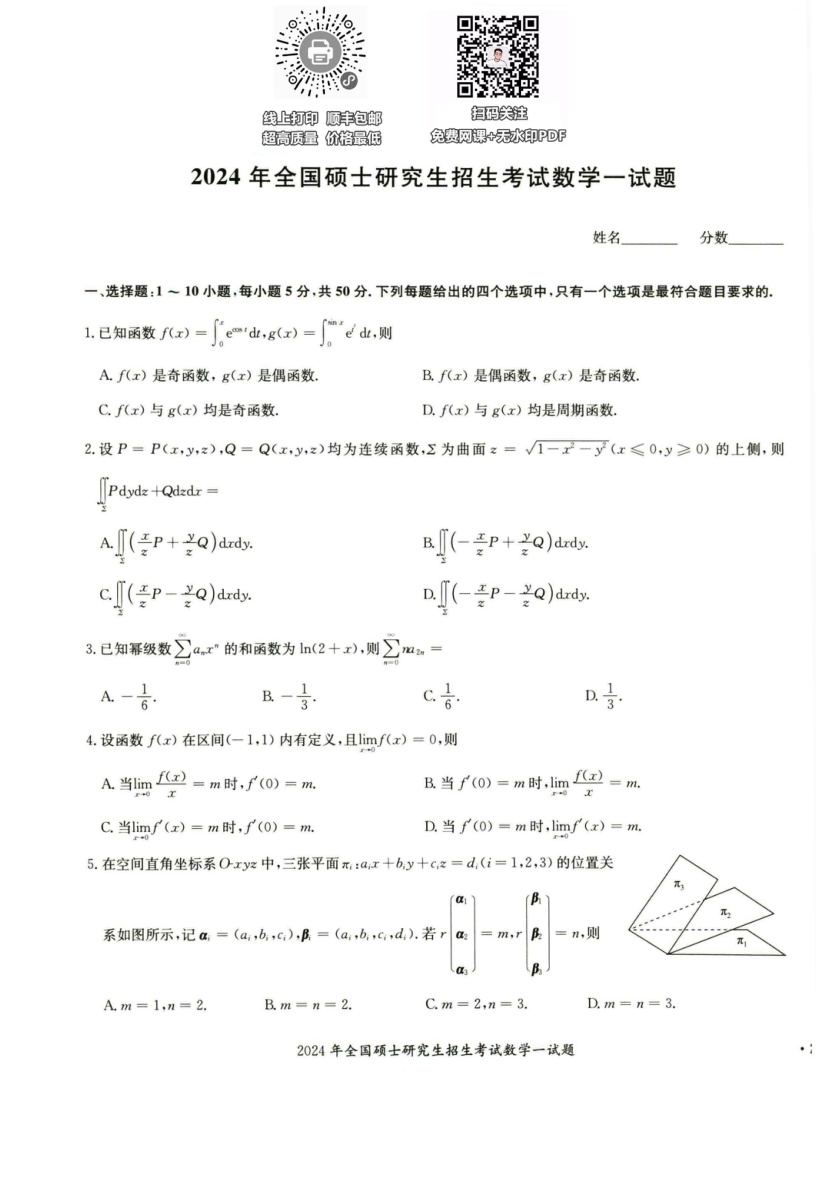 线上打印 顺丰包邮
超高质量 价格最低
扫码关注
免费网课+无水印PDF
2024 年全国硕士研究生招生考试数学一试题
姓名________ 分数________
一、选择题:1 ~ 10 小题,每小题 5 分,共 50 分. 下列每题给出的四个选项中,只有一个选项是最符合题目要求的.
1. 已知函数 f(x) = ∫₀ˣ e^{cos t} dt, g(x) = ∫₀^{sin x} e^{t²} dt,则
A. f(x) 是奇函数, g(x) 是偶函数. B. f(x) 是偶函数, g(x) 是奇函数.
C. f(x) 与 g(x) 均是奇函数. D. f(x) 与 g(x) 均是周期函数.
2. 设 P = P(x,y,z),Q = Q(x,y,z)均为连续函数,Σ 为曲面 z = √(1−x²−y²) (x ⩽ 0,y ⩾ 0) 的上侧,则
∬_Σ Pdydz + Qdzdx =
A. ∬_Σ (x/z P + y/z Q) dxdy. B. ∬_Σ (− x/z P + y/z Q) dxdy.
C. ∬_Σ (x/z P − y/z Q) dxdy. D. ∬_Σ (− x/z P − y/z Q) dxdy.
3. 已知幂级数 ∑_{n=0}^{∞} aₙxⁿ 的和函数为 ln(2+x),则 ∑_{n=0}^{∞} na₂ₙ =
A. − 1/6. B. − 1/3. C. 1/6. D. 1/3.
4. 设函数 f(x) 在区间(−1,1) 内有定义,且 lim_{x→0} f(x) = 0,则
A. 当 lim_{x→0} f(x)/x = m 时,f′(0) = m. B. 当 f′(0) = m 时, lim_{x→0} f(x)/x = m.
C. 当 lim_{x→0} f′(x) = m 时,f′(0) = m. D. 当 f′(0) = m 时, lim_{x→0} f′(x) = m.
5. 在空间直角坐标系 O-xyz 中,三张平面 πᵢ:aᵢx + bᵢy + cᵢz = dᵢ(i = 1,2,3) 的位置关
系如图所示,记 αᵢ = (aᵢ,bᵢ,cᵢ),βᵢ = (aᵢ,bᵢ,cᵢ,dᵢ). 若 r (α₁ α₂ α₃) = m,r (β₁ β₂ β₃) = n,则
π₃
π₂
π₁
A. m = 1,n = 2. B. m = n = 2. C. m = 2,n = 3. D. m = n = 3.
2024 年全国硕士研究生招生考试数学一试题